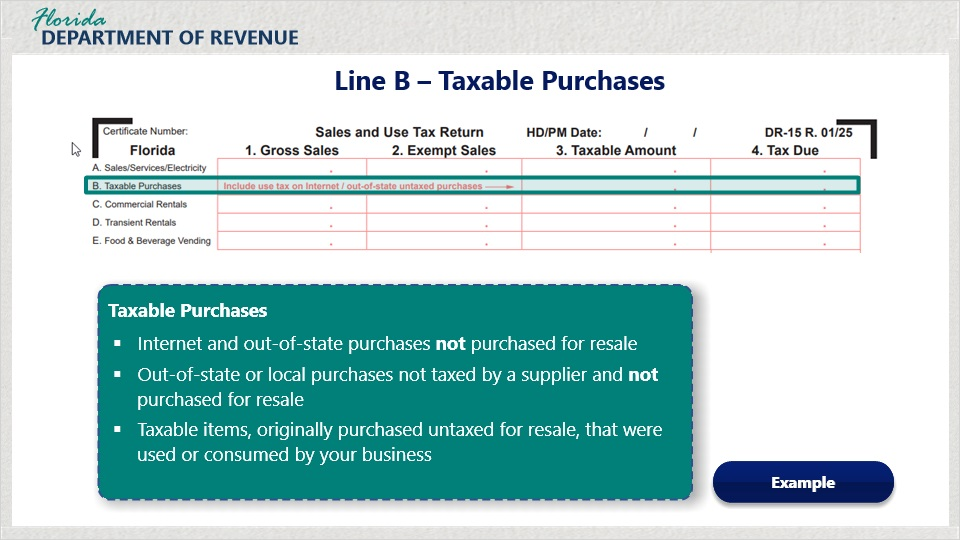 Florida
DEPARTMENT OF REVENUE
Line B – Taxable Purchases
Certificate Number: Sales and Use Tax Return HD/PM Date: / / DR-15 R. 01/25
Florida 1. Gross Sales 2. Exempt Sales 3. Taxable Amount 4. Tax Due
A. Sales/Services/Electricity . . . .
B. Taxable Purchases Include use tax on Internet / out-of-state untaxed purchases . .
C. Commercial Rentals . . . .
D. Transient Rentals . . . .
E. Food & Beverage Vending . . . .
Taxable Purchases
▪ Internet and out-of-state purchases not purchased for resale
▪ Out-of-state or local purchases not taxed by a supplier and not
purchased for resale
▪ Taxable items, originally purchased untaxed for resale, that were
used or consumed by your business
Example